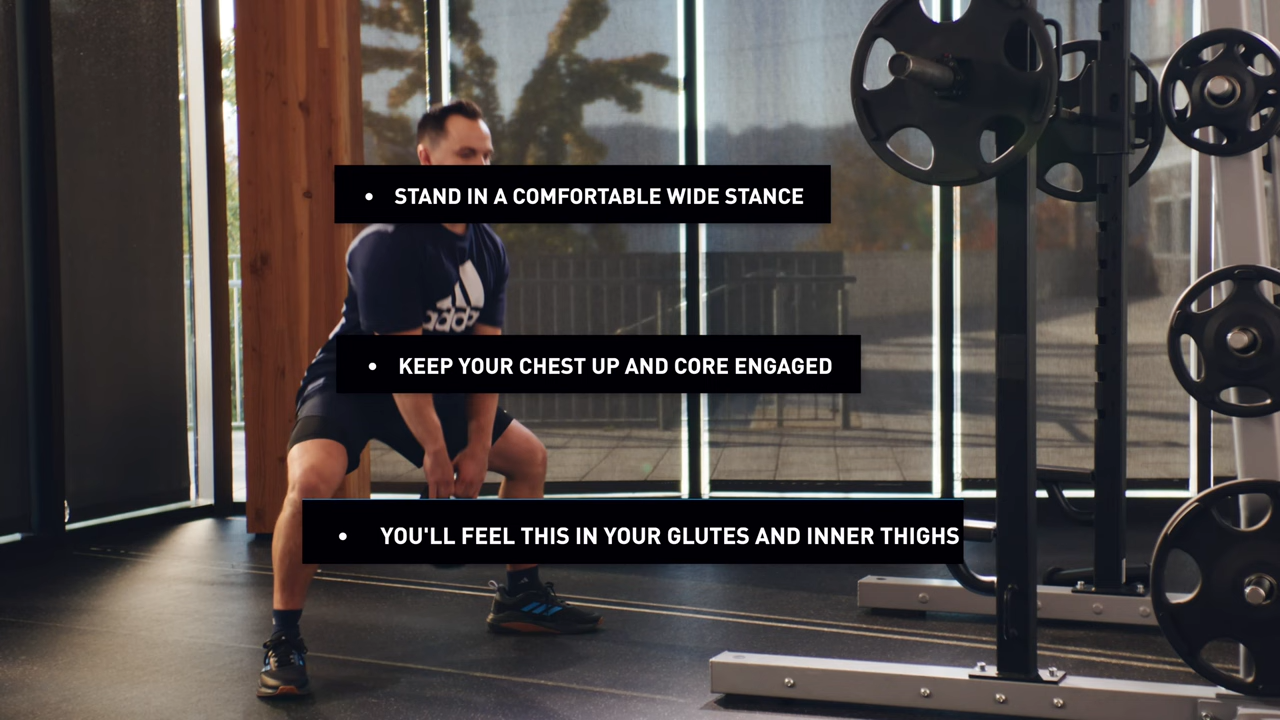 • STAND IN A COMFORTABLE WIDE STANCE
adidas
• KEEP YOUR CHEST UP AND CORE ENGAGED
• YOU'LL FEEL THIS IN YOUR GLUTES AND INNER THIGHS